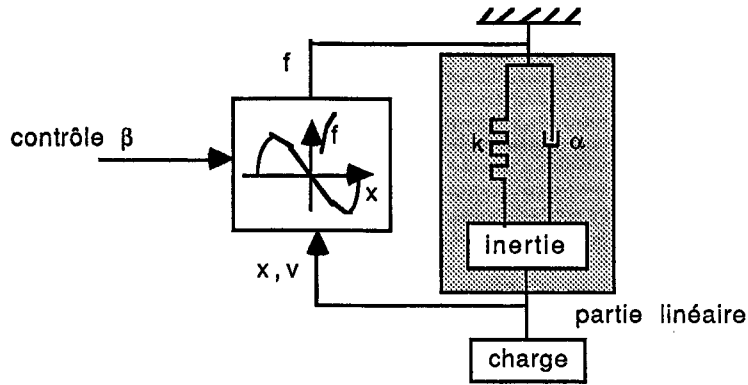 f
contrôle β
f
x
k
α
inertie
x, v
partie linéaire
charge